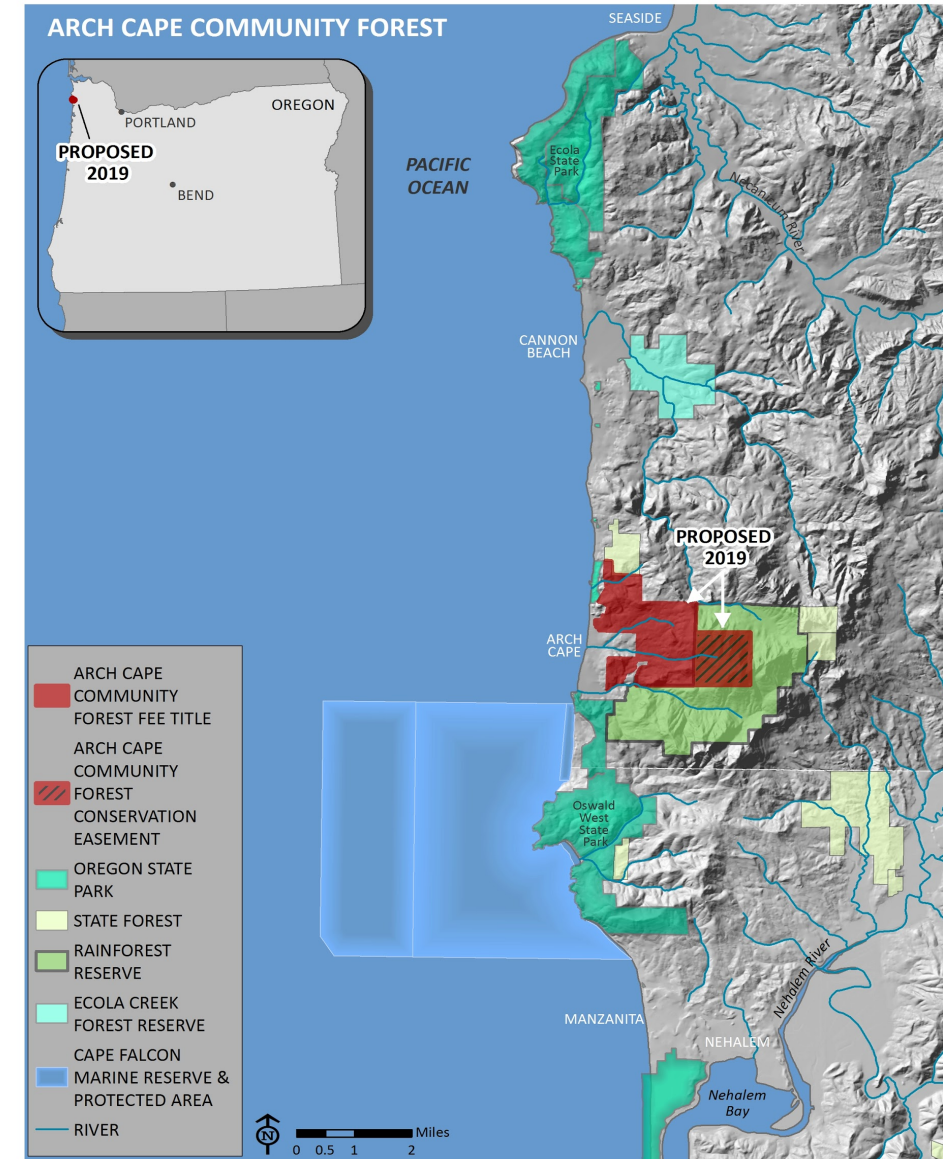 ARCH CAPE COMMUNITY FOREST
SEASIDE
OREGON
PORTLAND
PROPOSED
2019
BEND
PACIFIC
OCEAN
Ecola
State
Park
Necanicum River
CANNON
BEACH
PROPOSED
2019
ARCH
CAPE
Oswald
West
State
Park
MANZANITA
Nehalem River
NEHALEM
Nehalem
Bay
ARCH CAPE
COMMUNITY
FOREST FEE TITLE
ARCH CAPE
COMMUNITY
FOREST
CONSERVATION
EASEMENT
OREGON STATE
PARK
STATE FOREST
RAINFOREST
RESERVE
ECOLA CREEK
FOREST RESERVE
CAPE FALCON
MARINE RESERVE &
PROTECTED AREA
RIVER
N
Miles
0 0.5 1 2